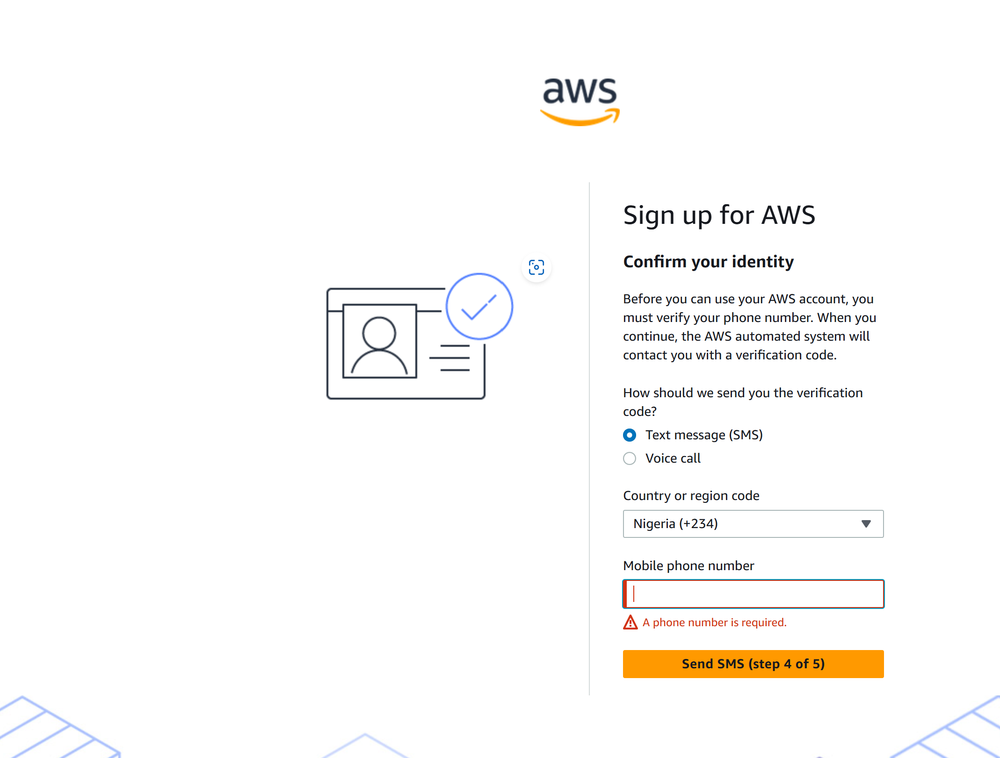 aws
Sign up for AWS
Confirm your identity
Before you can use your AWS account, you
must verify your phone number. When you
continue, the AWS automated system will
contact you with a verification code.
How should we send you the verification
code?
Text message (SMS)
Voice call
Country or region code
Nigeria (+234)
Mobile phone number
A phone number is required.
Send SMS (step 4 of 5)